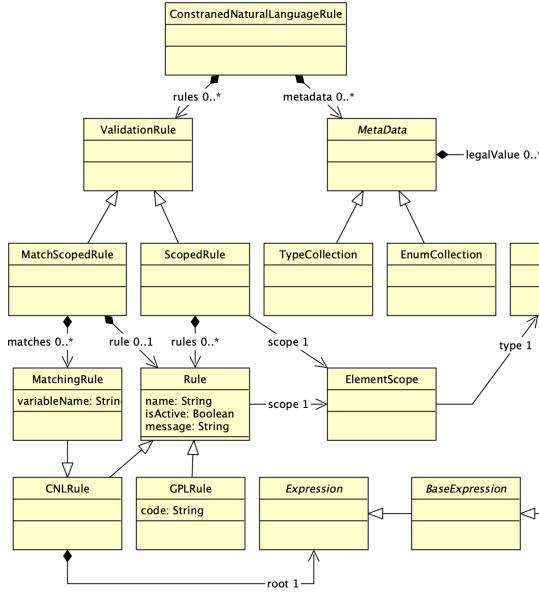 ConstranedNaturalLanguageRule
rules 0..*
metadata 0..*
ValidationRule
MetaData
legalValue 0..*
MatchScopedRule
ScopedRule
TypeCollection
EnumCollection
matches 0..*
rule 0..1
rules 0..*
scope 1
type 1
MatchingRule
variableName: Strin
Rule
name: String
isActive: Boolean
message: String
scope 1
ElementScope
CNLRule
GPLRule
code: String
Expression
BaseExpression
root 1